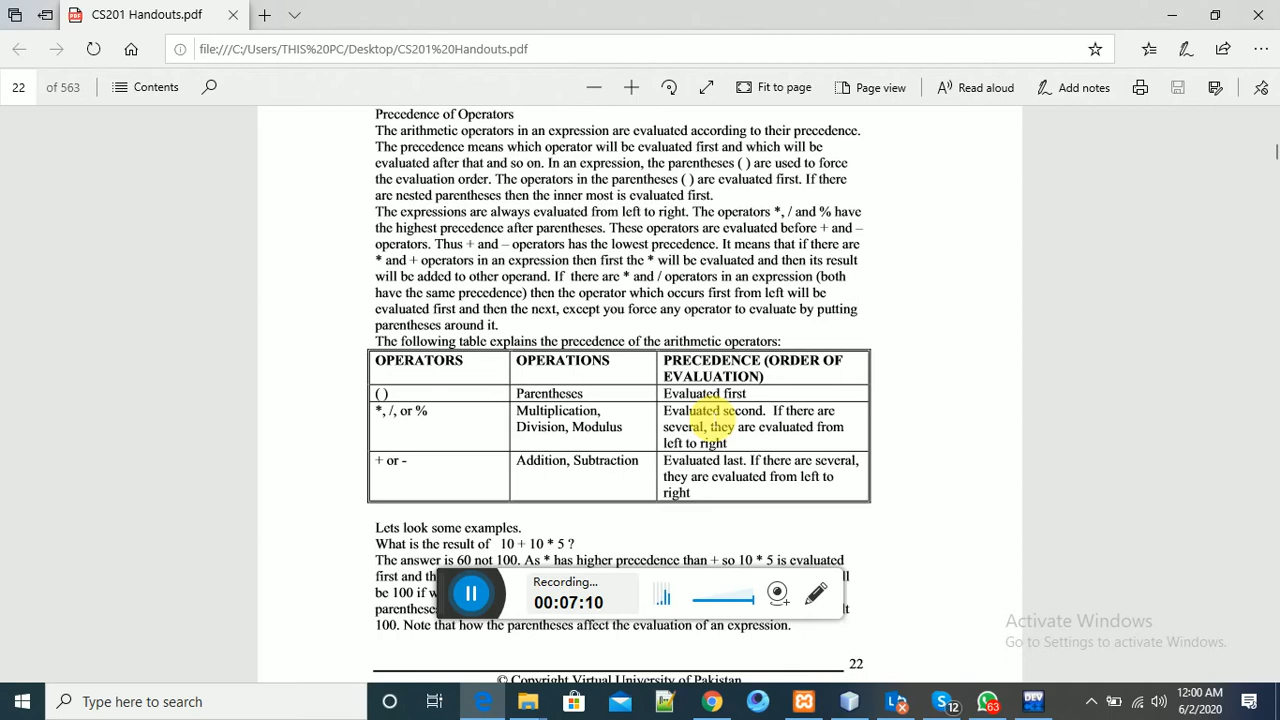 CS201 Handouts.pdf
file:///C:/Users/THIS%20PC/Desktop/CS201%20Handouts.pdf
22 of 563 Contents Fit to page Page view Read aloud Add notes
Precedence of Operators
The arithmetic operators in an expression are evaluated according to their precedence.
The precedence means which operator will be evaluated first and which will be
evaluated after that and so on. In an expression, the parentheses ( ) are used to force
the evaluation order. The operators in the parentheses ( ) are evaluated first. If there
are nested parentheses then the inner most is evaluated first.
The expressions are always evaluated from left to right. The operators *, / and % have
the highest precedence after parentheses. These operators are evaluated before + and –
operators. Thus + and – operators has the lowest precedence. It means that if there are
* and + operators in an expression then first the * will be evaluated and then its result
will be added to other operand. If there are * and / operators in an expression (both
have the same precedence) then the operator which occurs first from left will be
evaluated first and then the next, except you force any operator to evaluate by putting
parentheses around it.
The following table explains the precedence of the arithmetic operators:
OPERATORS OPERATIONS PRECEDENCE (ORDER OF
EVALUATION)
( ) Parentheses Evaluated first
*, /, or % Multiplication, Evaluated second. If there are
Division, Modulus several, they are evaluated from
left to right
+ or - Addition, Subtraction Evaluated last. If there are several,
they are evaluated from left to
right
Lets look some examples.
What is the result of 10 + 10 * 5 ?
The answer is 60 not 100. As * has higher precedence than + so 10 * 5 is evaluated
first and th
be 100 if w
parenthese
100. Note that how the parentheses affect the evaluation of an expression.
Recording...
00:07:10
22
© Copyright Virtual University of Pakistan
Activate Windows
Go to Settings to activate Windows.
Type here to search
12
63
DEV
12:00 AM
6/2/2020